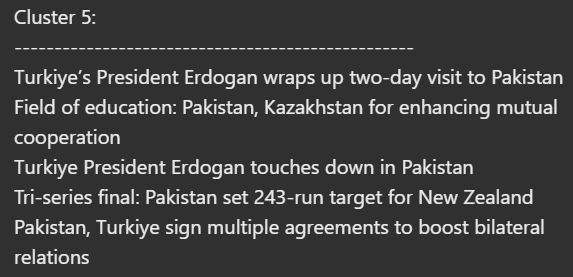 Cluster 5:
--------------------------------------------------
Turkiye’s President Erdogan wraps up two-day visit to Pakistan
Field of education: Pakistan, Kazakhstan for enhancing mutual
cooperation
Turkiye President Erdogan touches down in Pakistan
Tri-series final: Pakistan set 243-run target for New Zealand
Pakistan, Turkiye sign multiple agreements to boost bilateral
relations